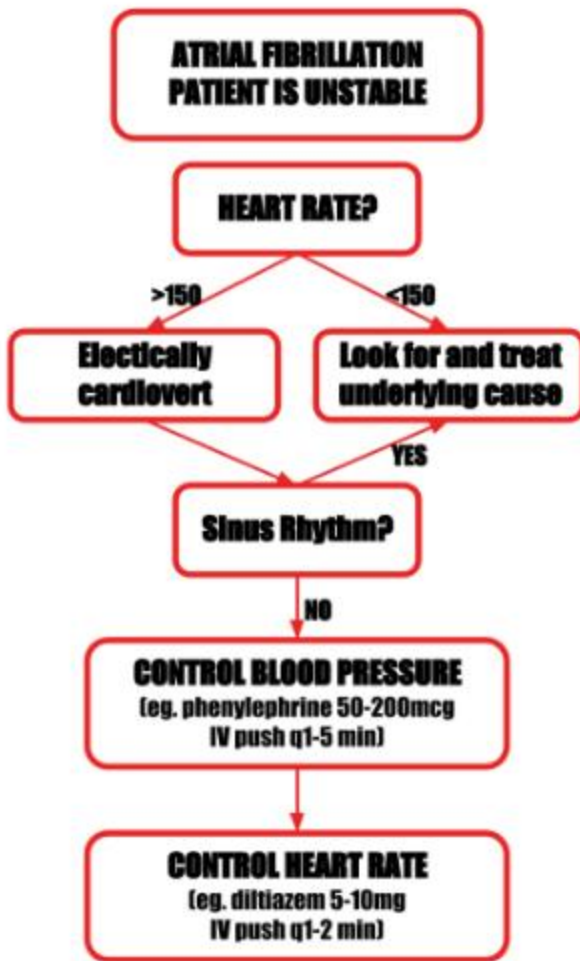 ATRIAL FIBRILLATION
PATIENT IS UNSTABLE
HEART RATE?
>150
<150
Electically
cardiovert
Look for and treat
underlying cause
YES
Sinus Rhythm?
NO
CONTROL BLOOD PRESSURE
(eg. phenylephrine 50-200mcg
IV push q1-5 min)
CONTROL HEART RATE
(eg. diltiazem 5-10mg
IV push q1-2 min)